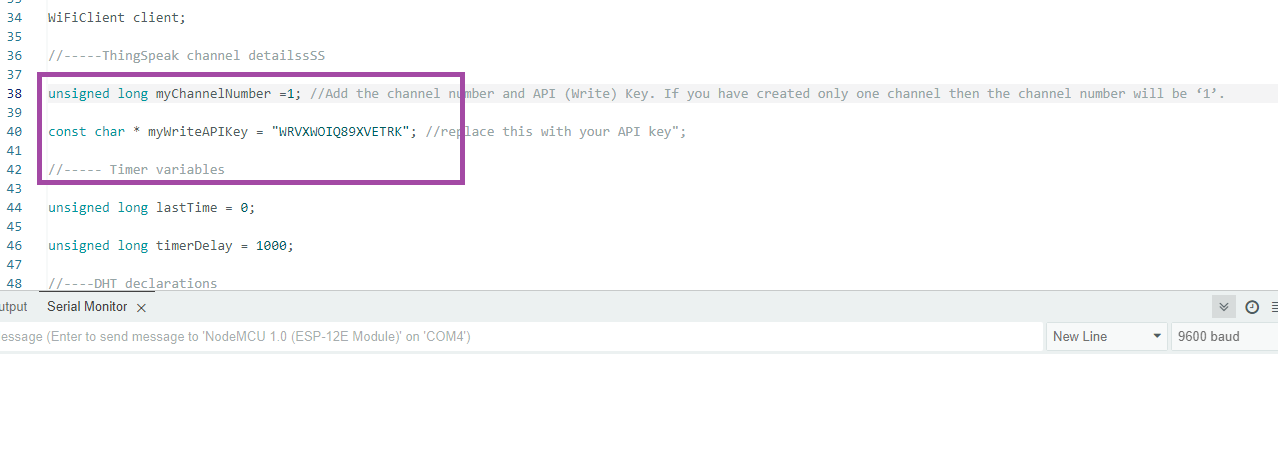 34 WiFiClient client;
35
36 //-----ThingSpeak channel detailssSS
37
38 unsigned long myChannelNumber =1; //Add the channel number and API (Write) Key. If you have created only one channel then the channel number will be ‘1’.
39
40 const char * myWriteAPIKey = "WRVXWOIQ89XVETRK"; //replace this with your API key";
41
42 //----- Timer variables
43
44 unsigned long lastTime = 0;
45
46 unsigned long timerDelay = 1000;
47
48 //----DHT declarations
utput Serial Monitor
essage (Enter to send message to 'NodeMCU 1.0 (ESP-12E Module)' on 'COM4') New Line 9600 baud